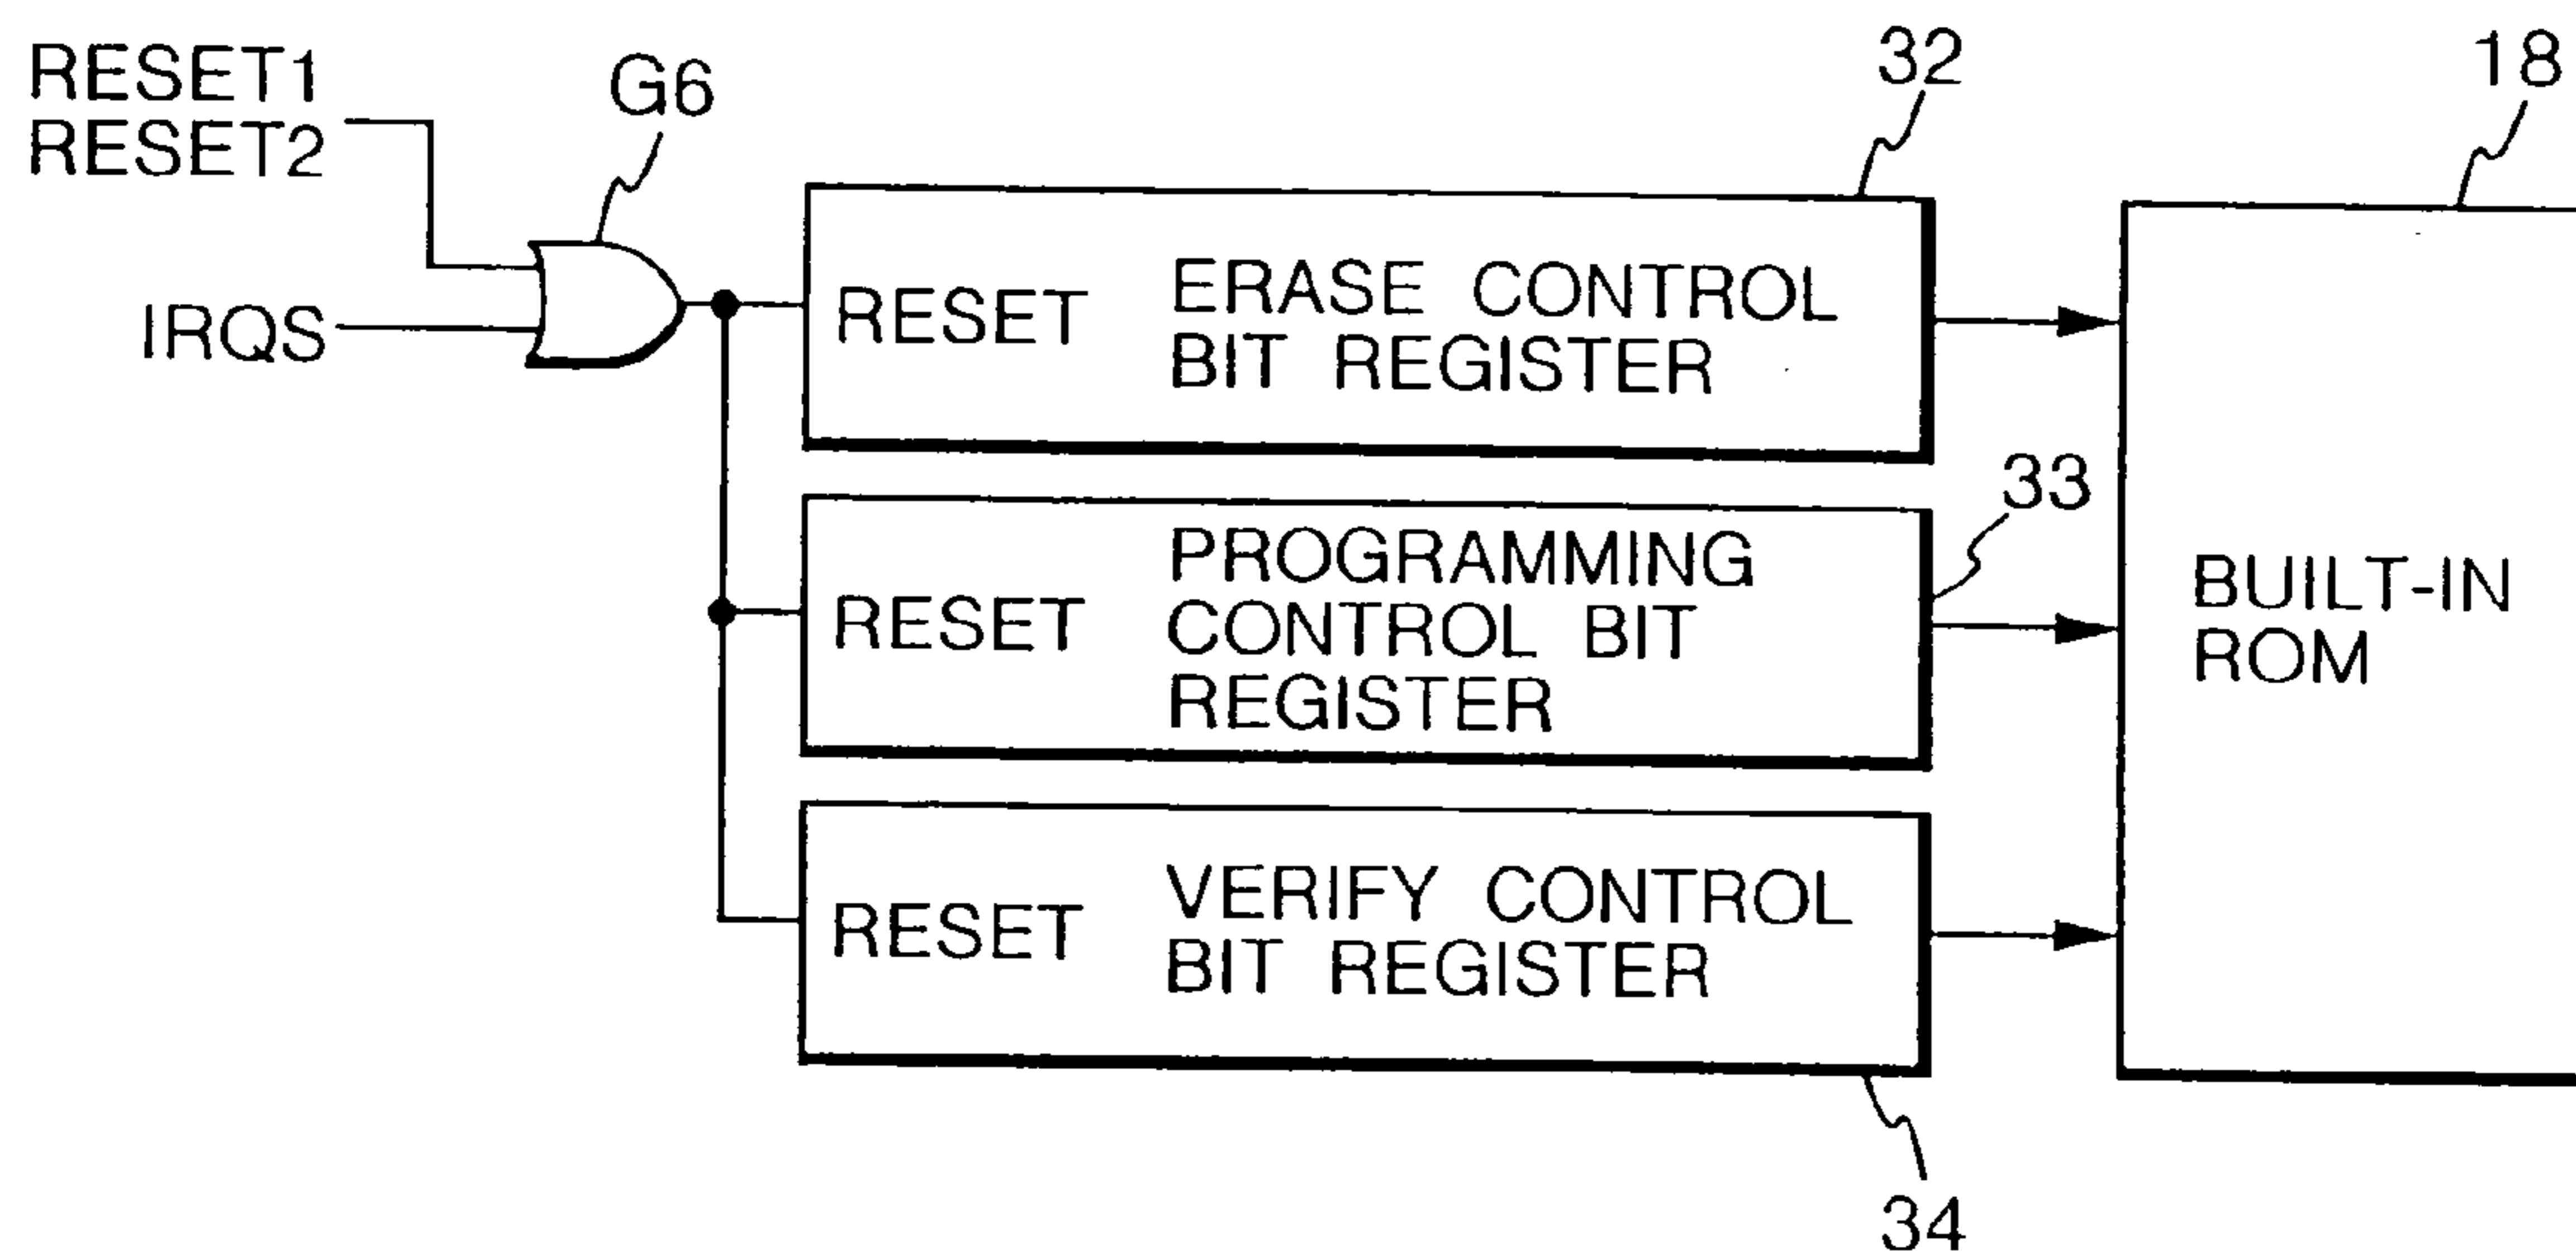 RESET1
RESET2
G6
IRQS
32
18
RESET
ERASE CONTROL
BIT REGISTER
33
RESET
PROGRAMMING
CONTROL BIT
REGISTER
BUILT-IN
ROM
RESET
VERIFY CONTROL
BIT REGISTER
34